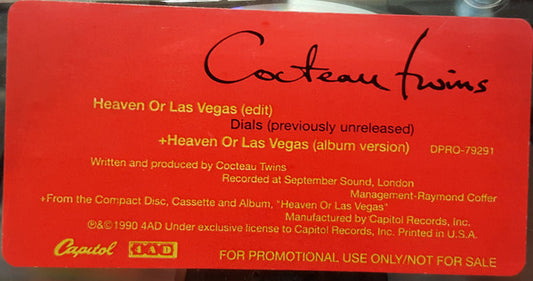 Cocteau twins
Heaven Or Las Vegas (edit)
Dials (previously unreleased)
+Heaven Or Las Vegas (album version) DPRO-79291
Written and produced by Cocteau Twins
Recorded at September Sound, London
Management-Raymond Coffer
+From the Compact Disc, Cassette and Album, "Heaven Or Las Vegas"
Manufactured by Capitol Records, Inc.
℗&© 1990 4AD Under exclusive license to Capitol Records, Inc. Printed in U.S.A.
Capitol 4AD FOR PROMOTIONAL USE ONLY/NOT FOR SALE